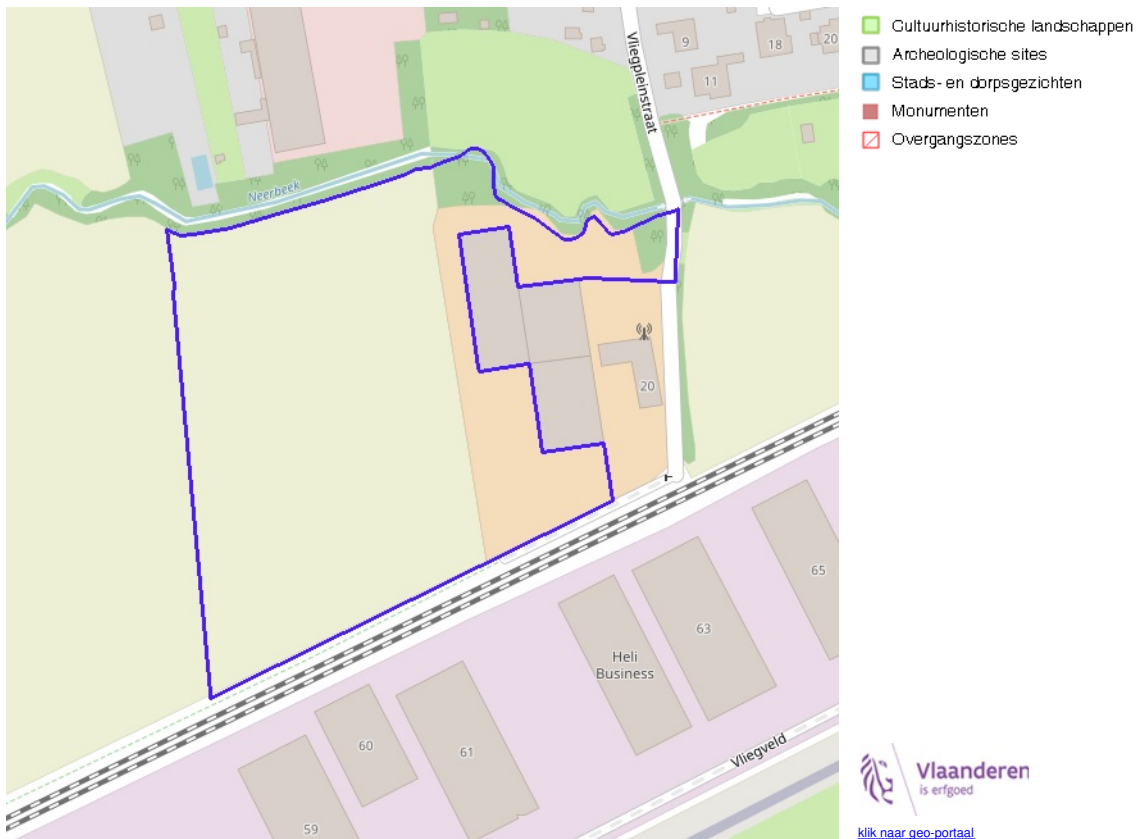 Cultuurhistorische landschappen
Archeologische sites
Stads- en dorpsgezichten
Monumenten
Overgangszones
Vliegpleinstraat
9
18
20
11
Neerbeek
20
65
63
Heli
Business
60
61
59
Vliegveld
Vlaanderen
is erfgoed
klik naar geo-portaal